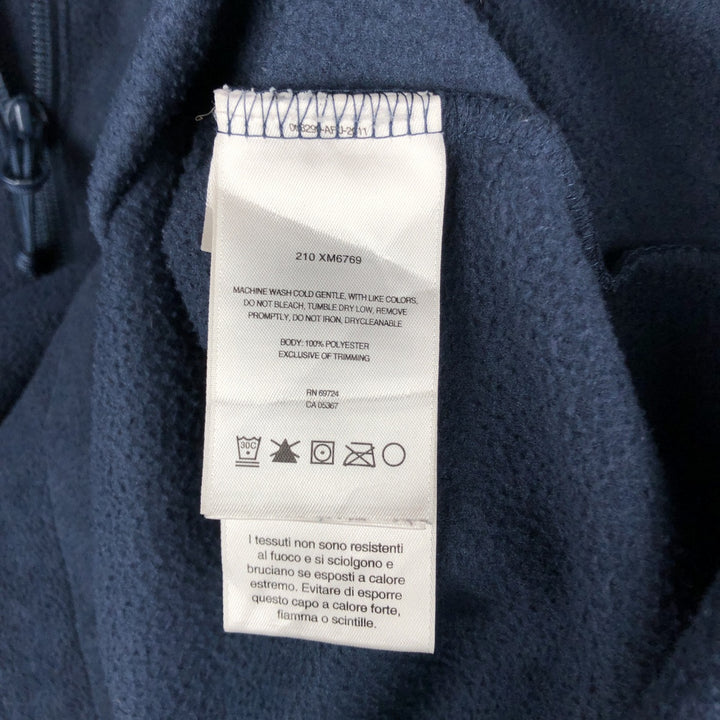 210 XM6769
MACHINE WASH COLD GENTLE, WITH LIKE COLORS,
DO NOT BLEACH, TUMBLE DRY LOW, REMOVE
PROMPTLY, DO NOT IRON, DRYCLEANABLE
BODY: 100% POLYESTER
EXCLUSIVE OF TRIMMING
RN 69724
CA 05367
30C
I tessuti non sono resistenti
al fuoco e si sciolgono e
bruciano se esposti a calore
estremo. Evitare di esporre
questo capo a calore forte,
fiamma o scintille.